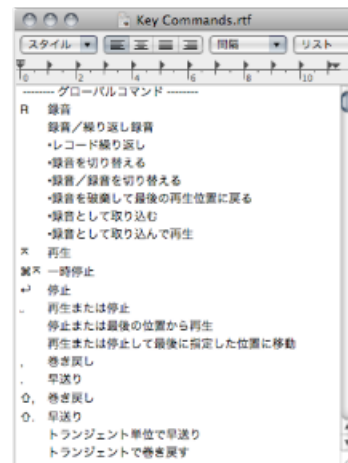 Key Commands.rtf
スタイル 間隔 リスト
0 2 4 6 8 10
-------- グローバルコマンド --------
R 録音
録音／繰り返し録音
•レコード繰り返し
•録音を切り替える
•録音／録音を切り替える
•録音を破棄して最後の再生位置に戻る
•録音として取り込む
•録音として取り込んで再生
⌅ 再生
⌘⌅ 一時停止
↩ 停止
再生または停止
停止または最後の位置から再生
再生または停止して最後に指定した位置に移動
, 巻き戻し
. 早送り
⇧, 巻き戻し
⇧. 早送り
トランジェント単位で早送り
トランジェントで巻き戻す